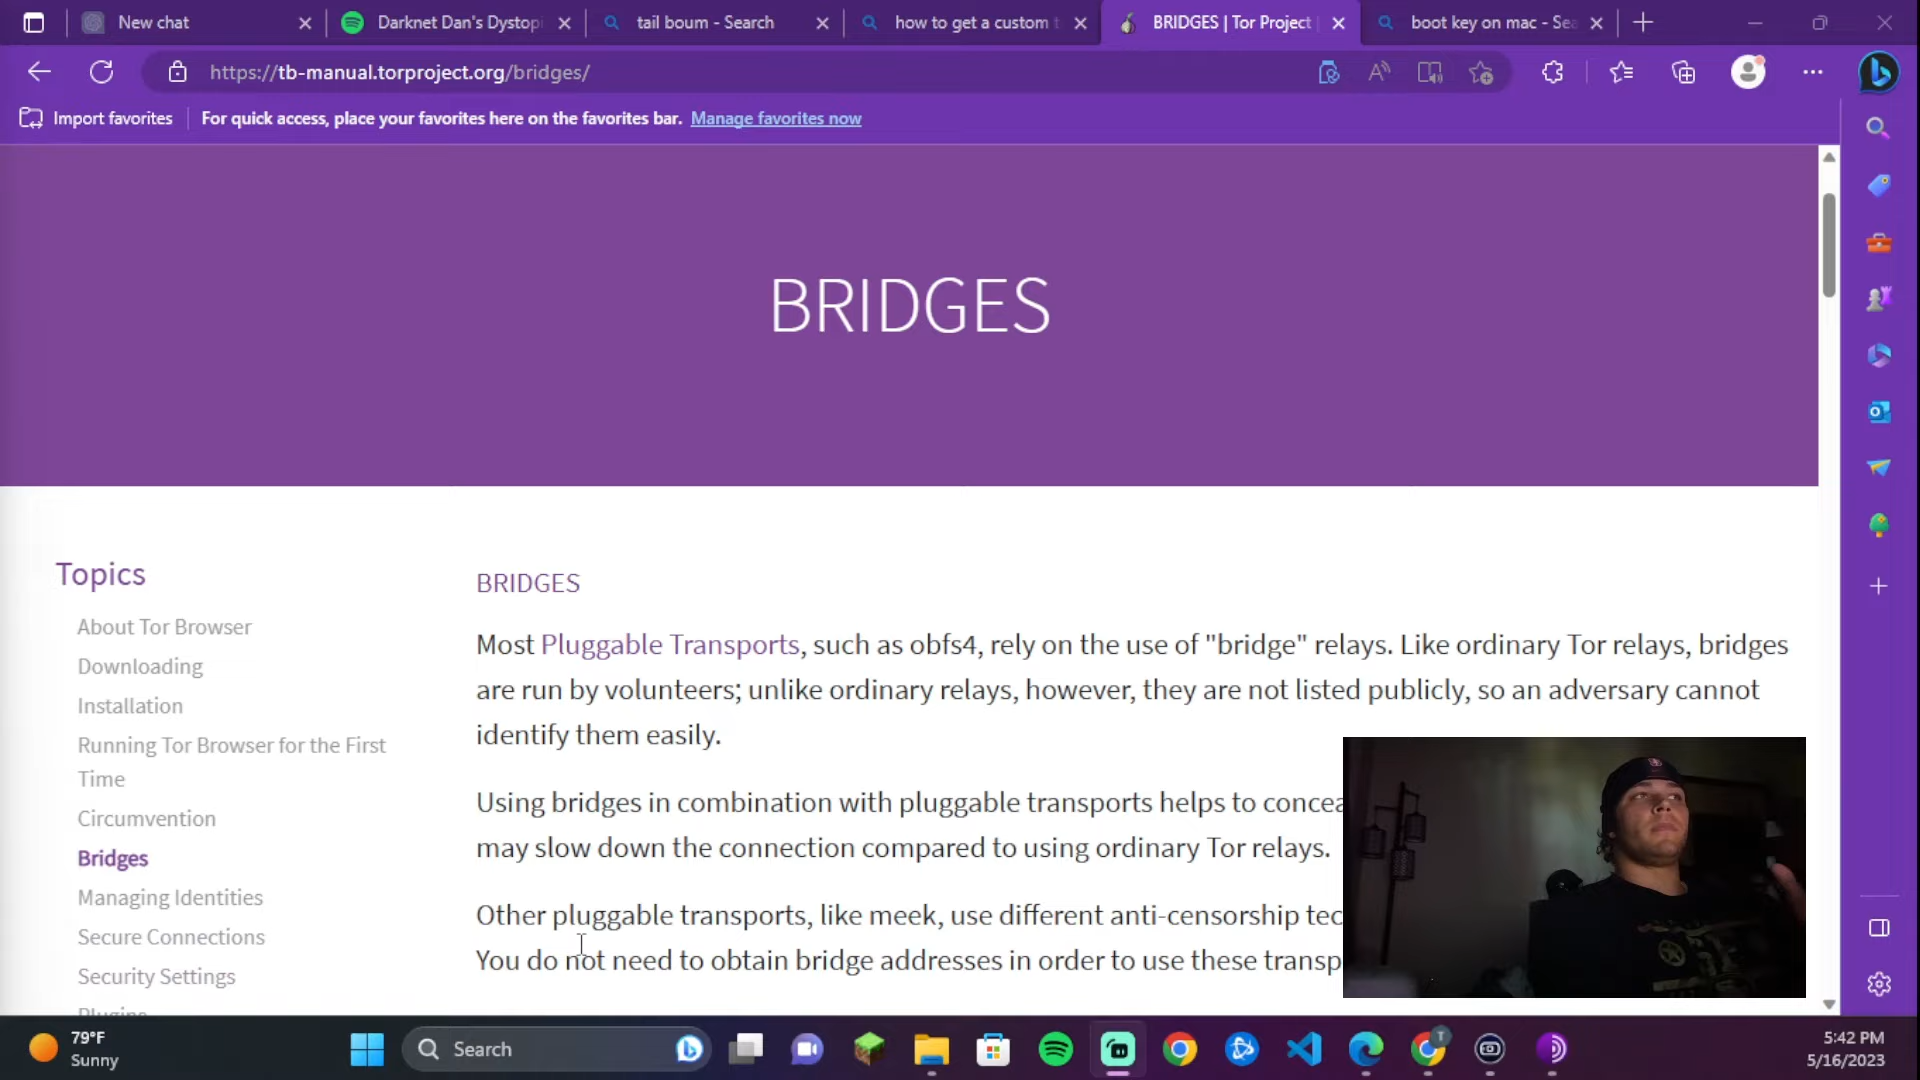 New chat
Darknet Dan's Dystop
tail boum - Search
how to get a custom t
BRIDGES | Tor Project |
boot key on mac - Sea
https://tb-manual.torproject.org/bridges/
Import favorites
For quick access, place your favorites here on the favorites bar. Manage favorites now
BRIDGES
Topics
About Tor Browser
Downloading
Installation
Running Tor Browser for the First
Time
Circumvention
Bridges
Managing Identities
Secure Connections
Security Settings
Plugins
BRIDGES
Most Pluggable Transports, such as obfs4, rely on the use of "bridge" relays. Like ordinary Tor relays, bridges
are run by volunteers; unlike ordinary relays, however, they are not listed publicly, so an adversary cannot
identify them easily.
Using bridges in combination with pluggable transports helps to concea
may slow down the connection compared to using ordinary Tor relays.
Other pluggable transports, like meek, use different anti-censorship tec
You do not need to obtain bridge addresses in order to use these transp
79°F
Sunny
Search
T
5:42 PM
5/16/2023